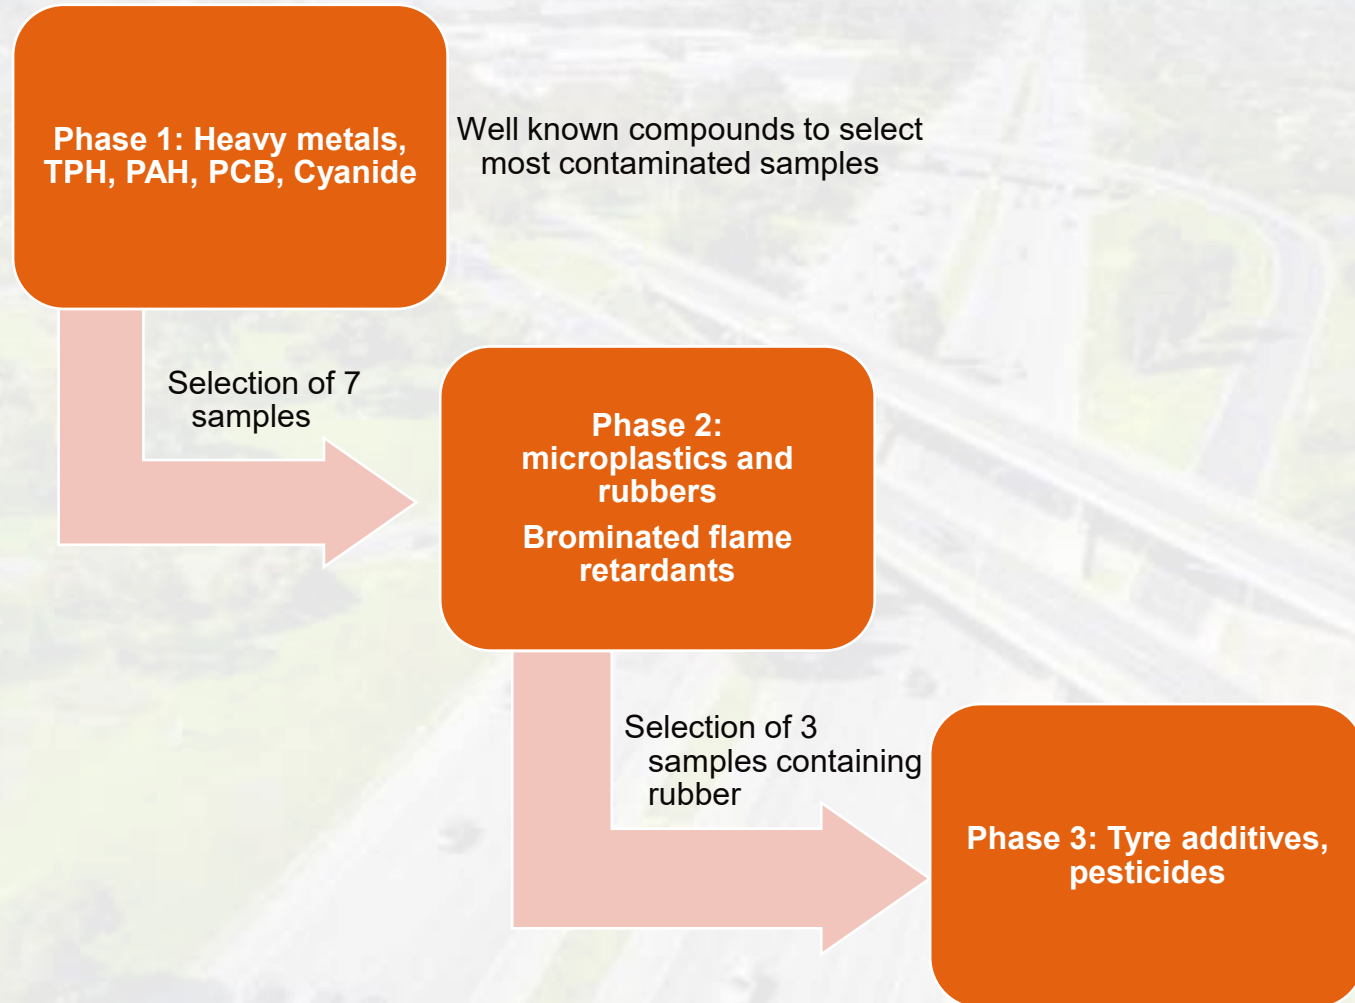 Phase 1: Heavy metals,
TPH, PAH, PCB, Cyanide
Well known compounds to select
most contaminated samples
Selection of 7
samples
Phase 2:
microplastics and
rubbers
Brominated flame
retardants
Selection of 3
samples containing
rubber
Phase 3: Tyre additives,
pesticides